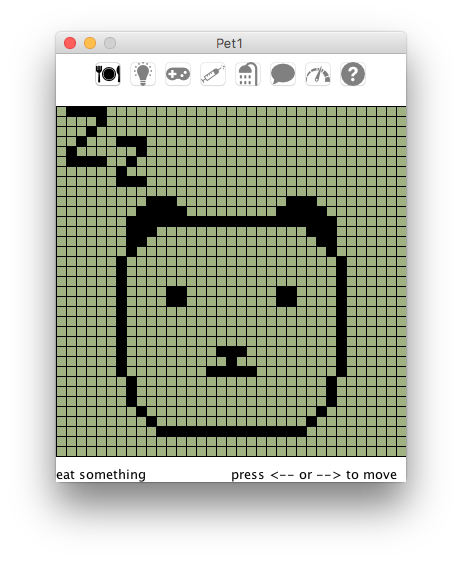 Pet1
?
Z
Z
eat something press <-- or --> to move